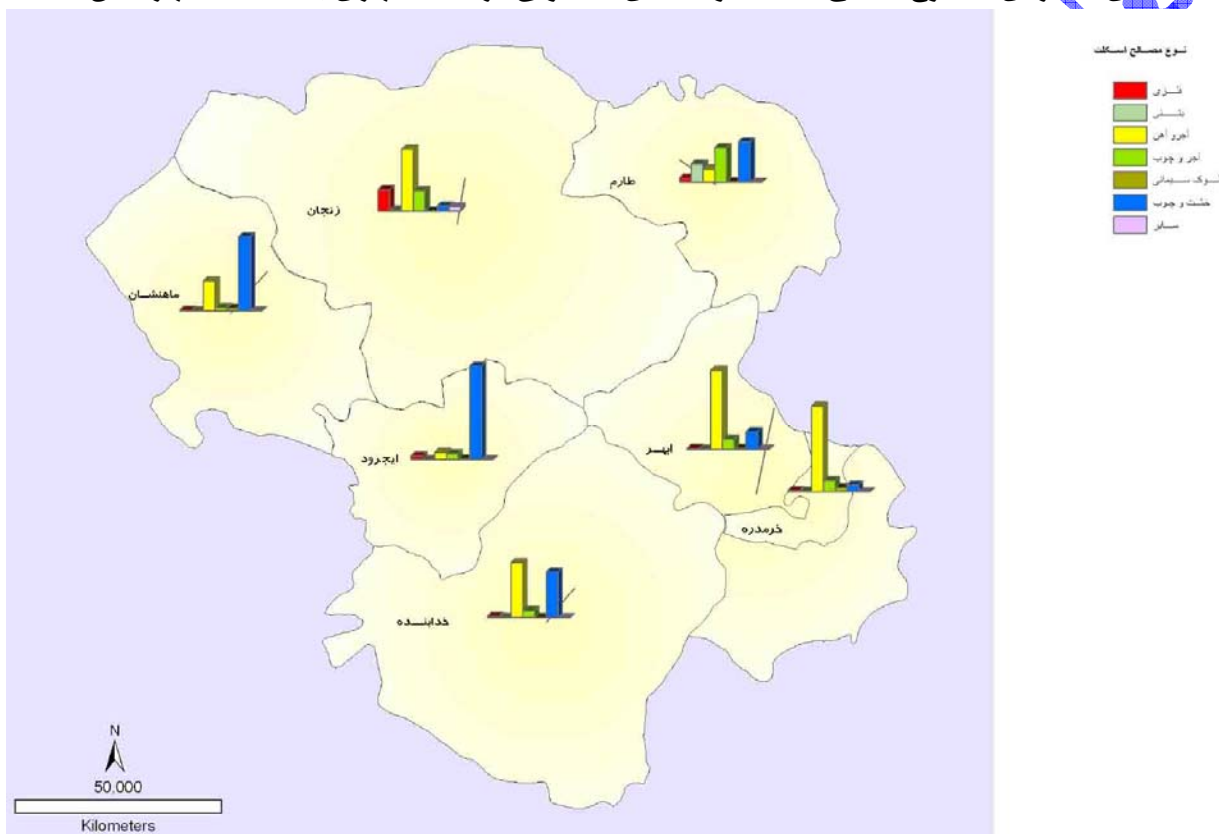 نوع مصالح اسکلت
فلزی
بتنی
آجر و آهن
آجر و چوب
بلوک سیمانی
خشت و چوب
سایر
طارم
زنجان
ماهنشان
ابهر
ایجرود
خرمدره
خدابنده
N
50,000
Kilometers